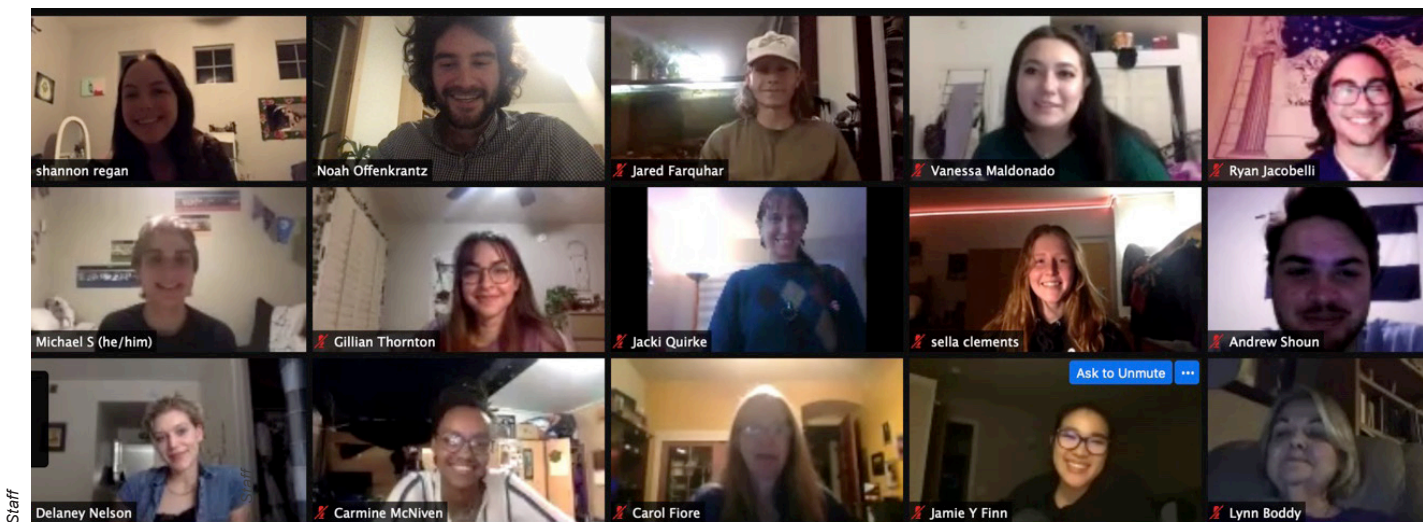 shannon regan
Noah Offenkrantz
Jared Farquhar
Vanessa Maldonado
Ryan Jacobelli
Michael S (he/him)
Gillian Thornton
Jacki Quirke
sella clements
Andrew Shoun
Ask to Unmute ...
Delaney Nelson
Staff
Carmine McNiven
Carol Fiore
Jamie Y Finn
Lynn Boddy
Staff